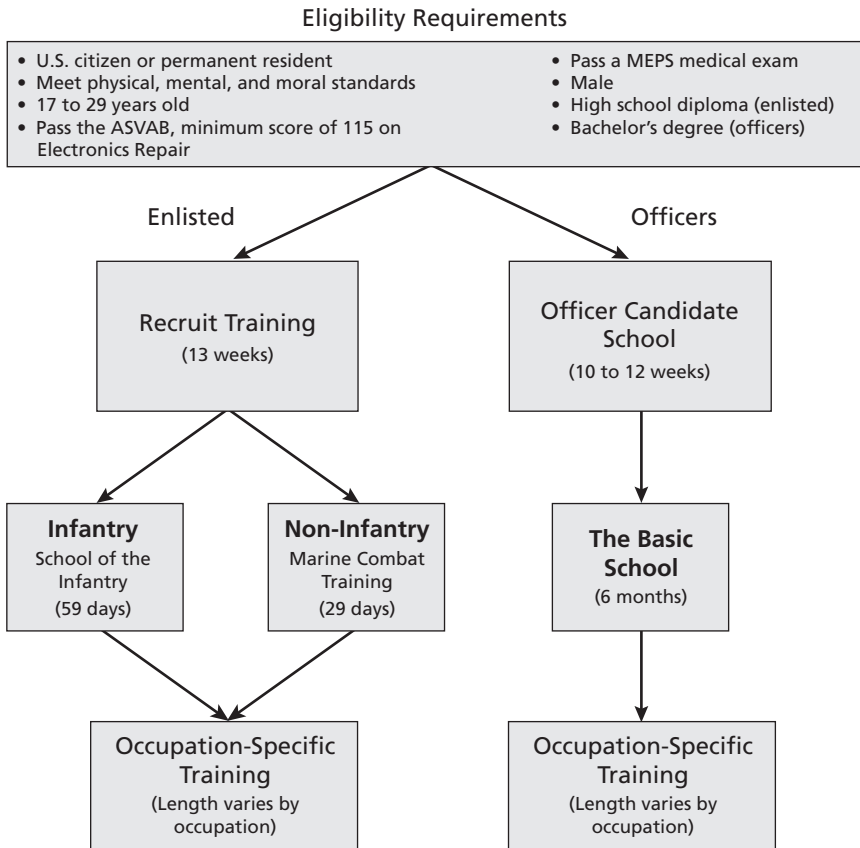 Eligibility Requirements
• U.S. citizen or permanent resident
• Meet physical, mental, and moral standards
• 17 to 29 years old
• Pass the ASVAB, minimum score of 115 on
Electronics Repair
• Pass a MEPS medical exam
• Male
• High school diploma (enlisted)
• Bachelor's degree (officers)
Enlisted
Officers
Recruit Training
(13 weeks)
Officer Candidate
School
(10 to 12 weeks)
Infantry
School of the
Infantry
(59 days)
Non-Infantry
Marine Combat
Training
(29 days)
The Basic
School
(6 months)
Occupation-Specific
Training
(Length varies by
occupation)
Occupation-Specific
Training
(Length varies by
occupation)